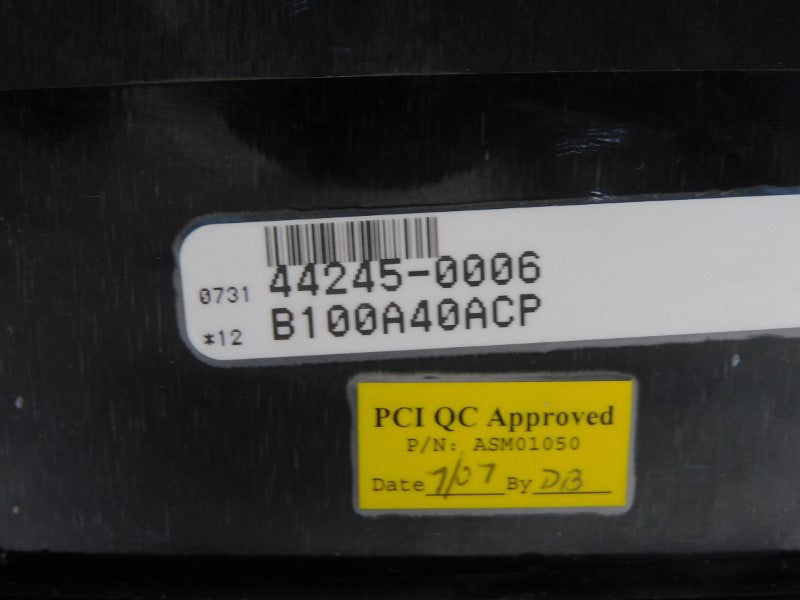 0731 44245-0006
*12 B100A40ACP
PCI QC Approved
P/N: ASM01050
Date 7/07 By DB